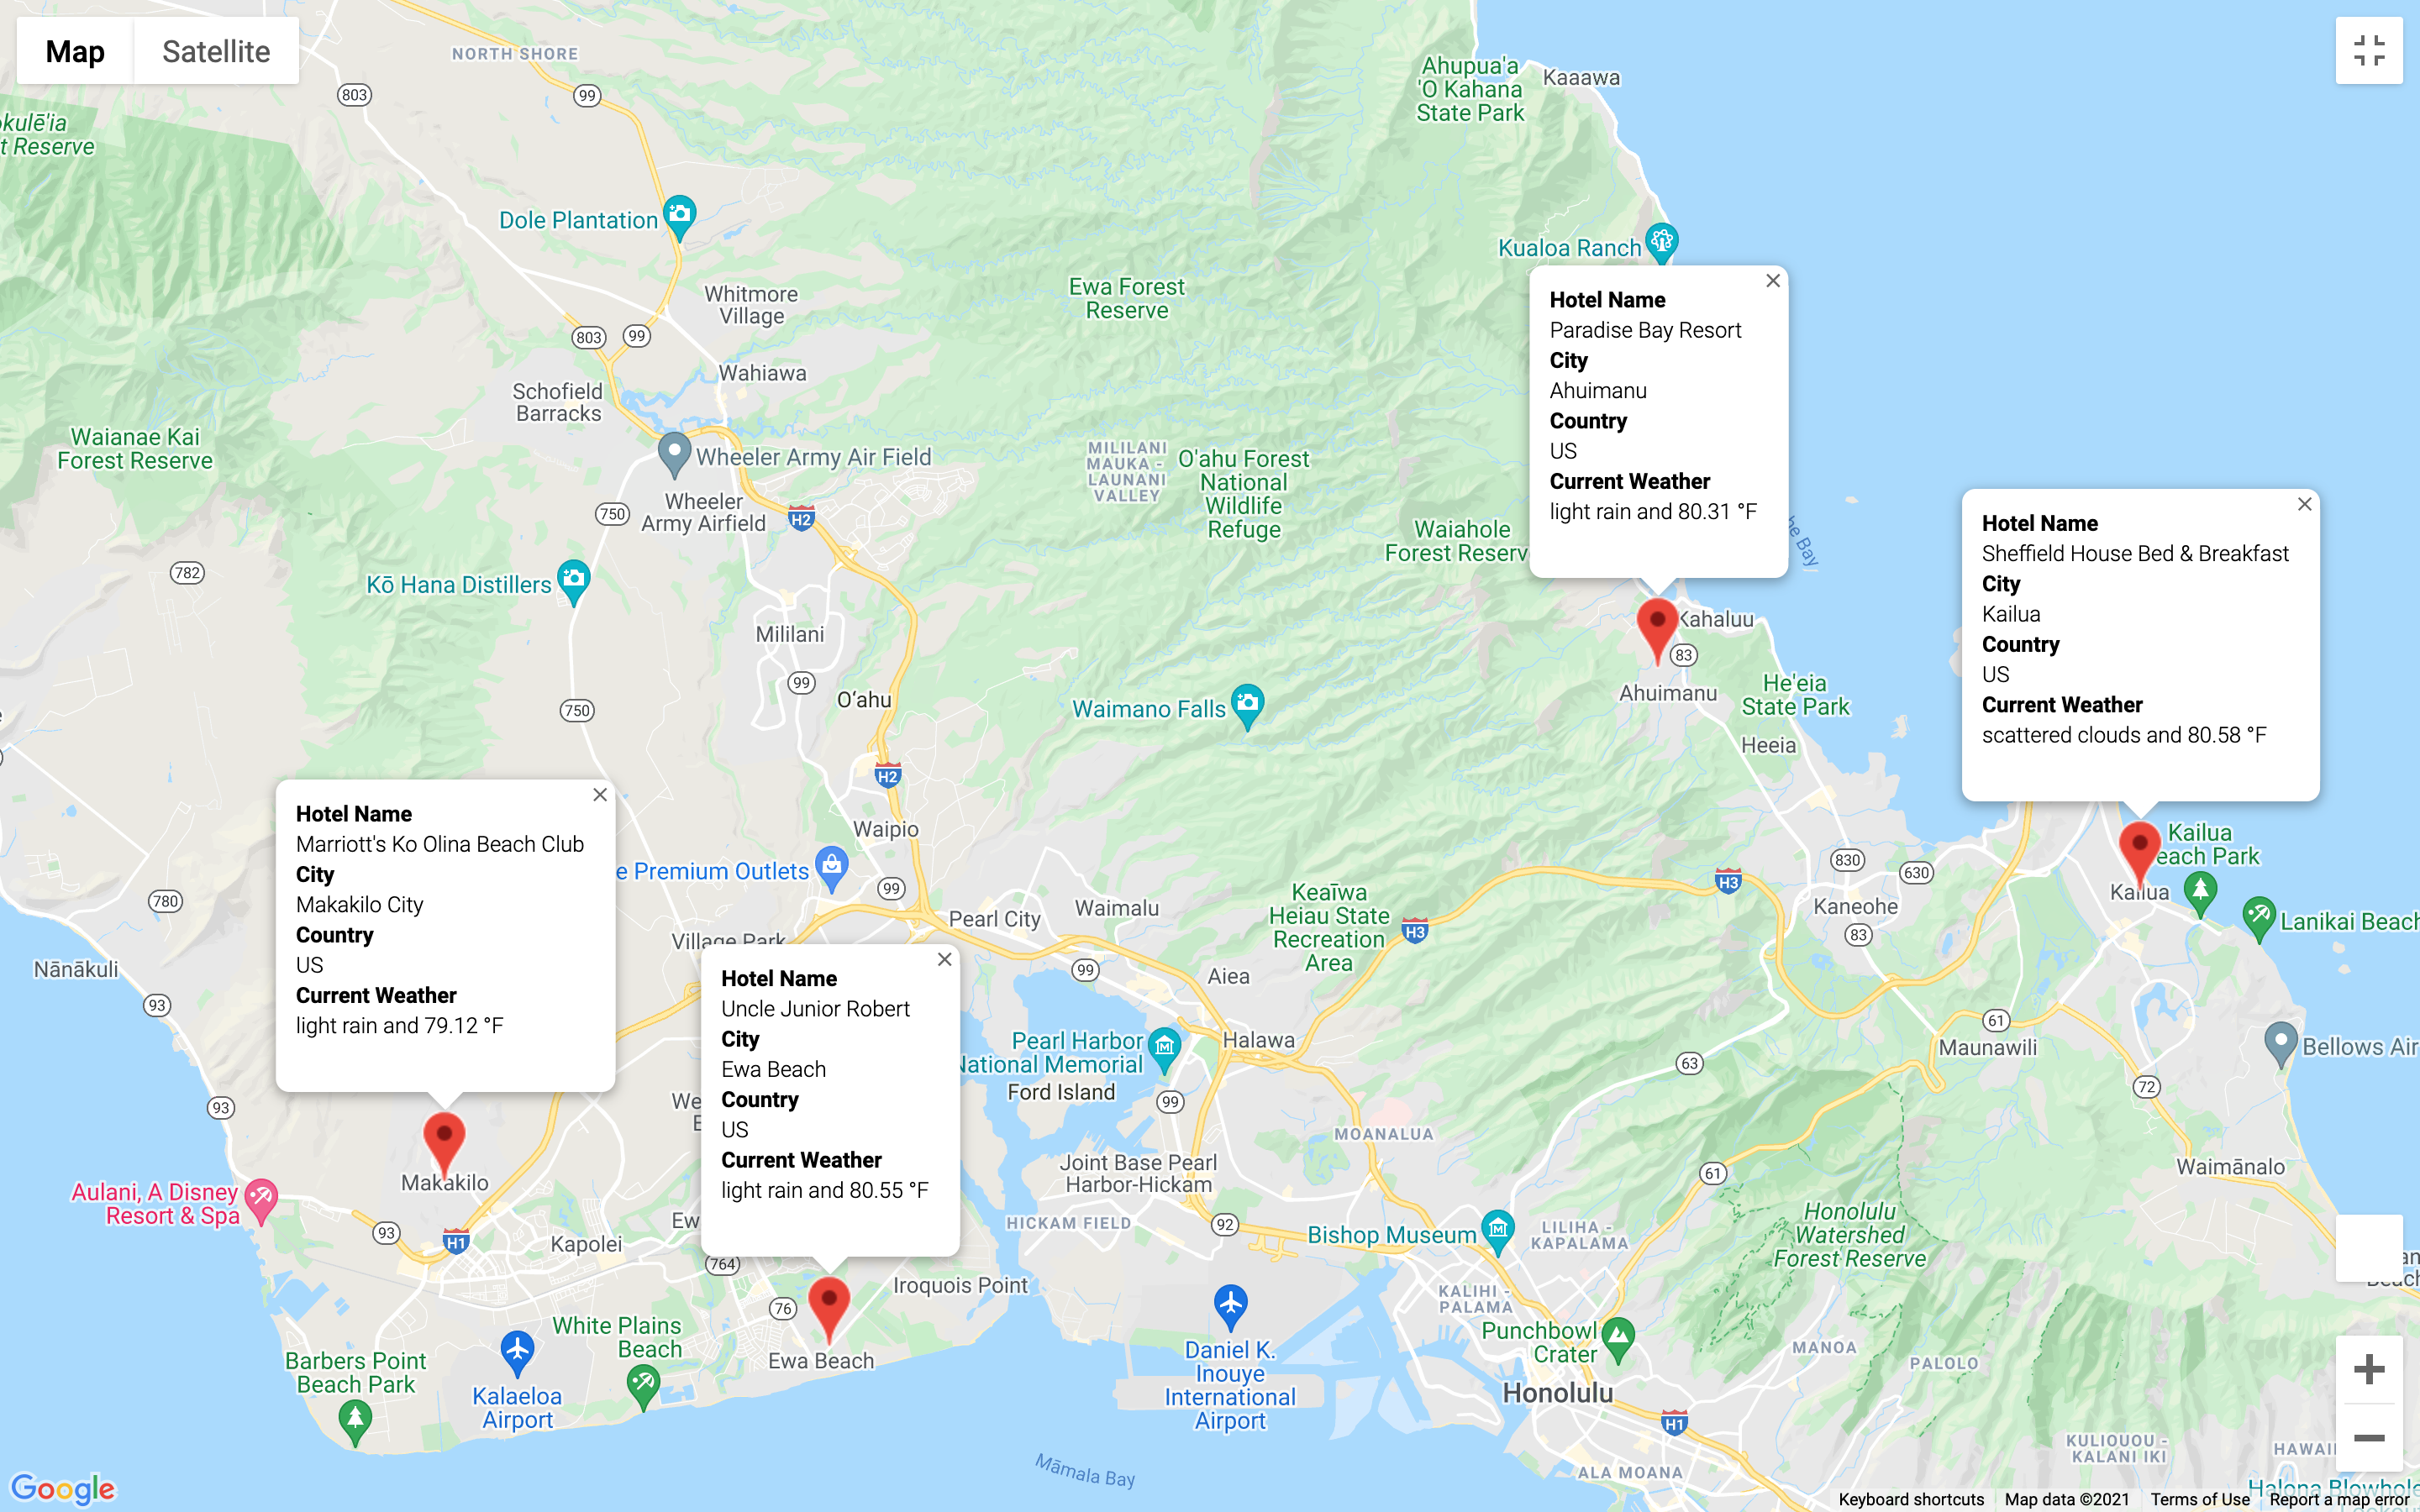 Map
Satellite
NORTH SHORE
803
99
Ahupua'a
'O Kahana
State Park
Kaaawa
okulē'ia
t Reserve
Dole Plantation
Kualoa Ranch
Whitmore
Village
Ewa Forest
Reserve
803
99
Wahiawa
Schofield
Barracks
Waianae Kai
Forest Reserve
Wheeler Army Air Field
Wheeler
Army Airfield
750
H2
MILILANI
MAUKA -
LAUNANI
VALLEY
O'ahu Forest
National
Wildlife
Refuge
Waiahole
Forest Reserv
Hotel Name
Paradise Bay Resort
City
Ahuimanu
Country
US
Current Weather
light rain and 80.31 °F
he Bay
Hotel Name
Sheffield House Bed & Breakfast
City
Kailua
Country
US
Current Weather
scattered clouds and 80.58 °F
782
Kō Hana Distillers
Mililani
99
O‘ahu
750
Waimano Falls
Kahaluu
83
Ahuimanu
He'eia
State Park
Heeia
H2
Waipio
e Premium Outlets
99
Hotel Name
Marriott's Ko Olina Beach Club
City
Makakilo City
Country
US
Current Weather
light rain and 79.12 °F
780
Nānākuli
93
93
Village Park
Pearl City
Waimalu
99
Aiea
Keaīwa
Heiau State
Recreation
Area
H3
H3
830
630
Kaneohe
83
Kailua
each Park
Kailua
Lanikai Beach
Hotel Name
Uncle Junior Robert
City
Ewa Beach
Country
US
Current Weather
light rain and 80.55 °F
Pearl Harbor
National Memorial
Ford Island
Halawa
99
61
Maunawili
63
Bellows Air
72
We
E
MOANALUA
Joint Base Pearl
Harbor-Hickam
HICKAM FIELD
92
61
Waimānalo
Makakilo
Aulani, A Disney
Resort & Spa
93
H1
Kapolei
Ew
764
76
Iroquois Point
Bishop Museum
LILIHA -
KAPALAMA
Honolulu
Watershed
Forest Reserve
an
Beach
KALIHI -
PALAMA
White Plains
Beach
Ewa Beach
Barbers Point
Beach Park
Kalaeloa
Airport
Daniel K.
Inouye
International
Airport
Punchbowl
Crater
Honolulu
MANOA
PALOLO
H1
ALA MOANA
KULIOUOU -
KALANI IKI
HAWAII
Halona Blowhole
Māmala Bay
Google
Keyboard shortcuts
Map data ©2021
Terms of Use
Report a map error